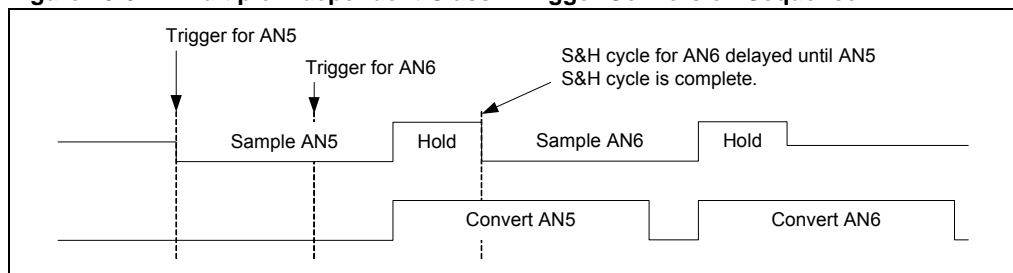 Trigger for AN5
Trigger for AN6
S&H cycle for AN6 delayed until AN5
S&H cycle is complete.
Sample AN5
Hold
Sample AN6
Hold
Convert AN5
Convert AN6